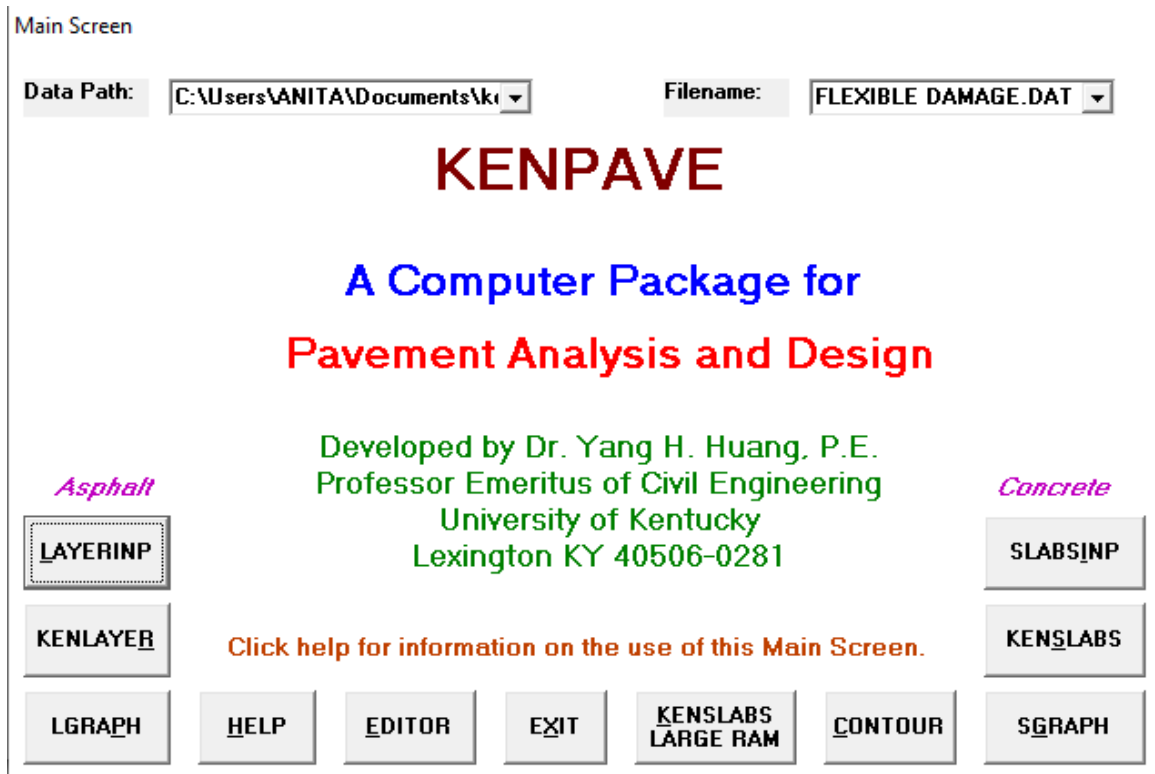 Main Screen
Data Path: C:\Users\ANITA\Documents\k Filename: FLEXIBLE DAMAGE.DAT
KENPAVE
A Computer Package for
Pavement Analysis and Design
Developed by Dr. Yang H. Huang, P.E.
Asphalt Professor Emeritus of Civil Engineering Concrete
University of Kentucky
LAYERINP Lexington KY 40506-0281 SLABSINP
KENLAYER Click help for information on the use of this Main Screen. KENSLABS
LGRAPH HELP EDITOR EXIT KENSLABS LARGE RAM CONTOUR SGRAPH